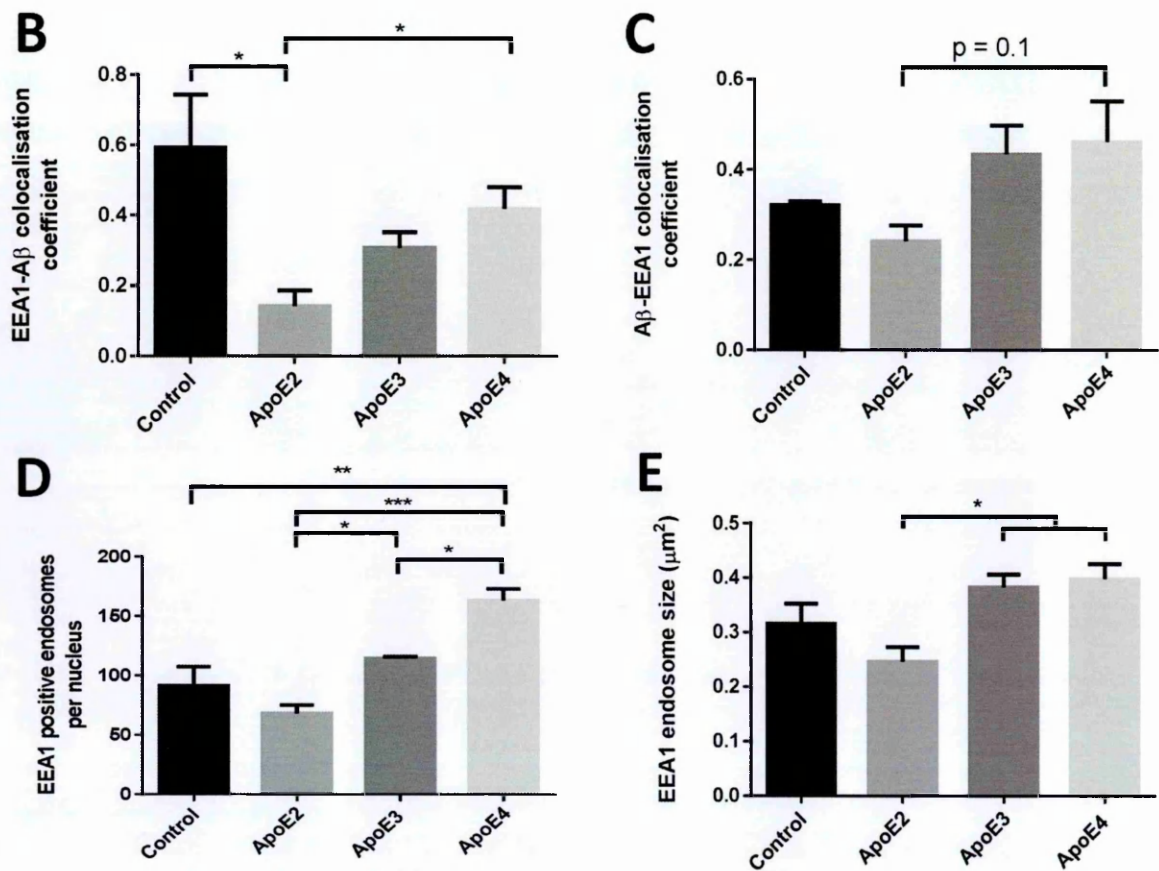 B
*
*
EEA1-Aβ colocalisation
coefficient
0.8
0.6
0.4
0.2
0.0
Control
ApoE2
ApoE3
ApoE4
C
p = 0.1
Aβ-EEA1 colocalisation
coefficient
0.6
0.4
0.2
0.0
Control
ApoE2
ApoE3
ApoE4
D
**
***
*
*
EEA1 positive endosomes
per nucleus
200
150
100
50
0
Control
ApoE2
ApoE3
ApoE4
E
*
EEA1 endosome size (μm²)
0.5
0.4
0.3
0.2
0.1
0.0
Control
ApoE2
ApoE3
ApoE4